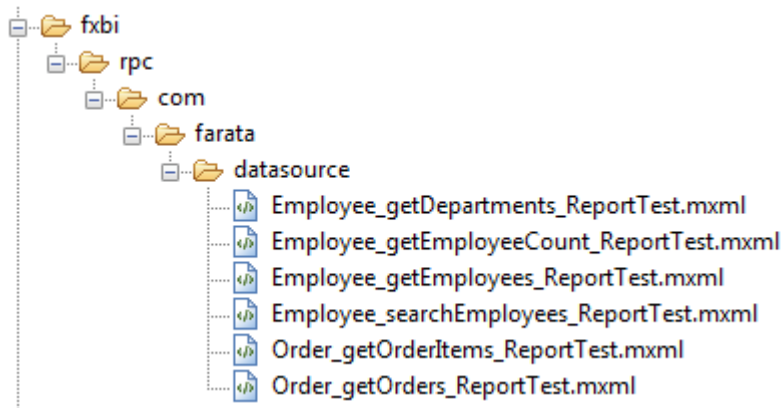 fxbi
rpc
com
farata
datasource
Employee_getDepartments_ReportTest.mxml
Employee_getEmployeeCount_ReportTest.mxml
Employee_getEmployees_ReportTest.mxml
Employee_searchEmployees_ReportTest.mxml
Order_getOrderItems_ReportTest.mxml
Order_getOrders_ReportTest.mxml